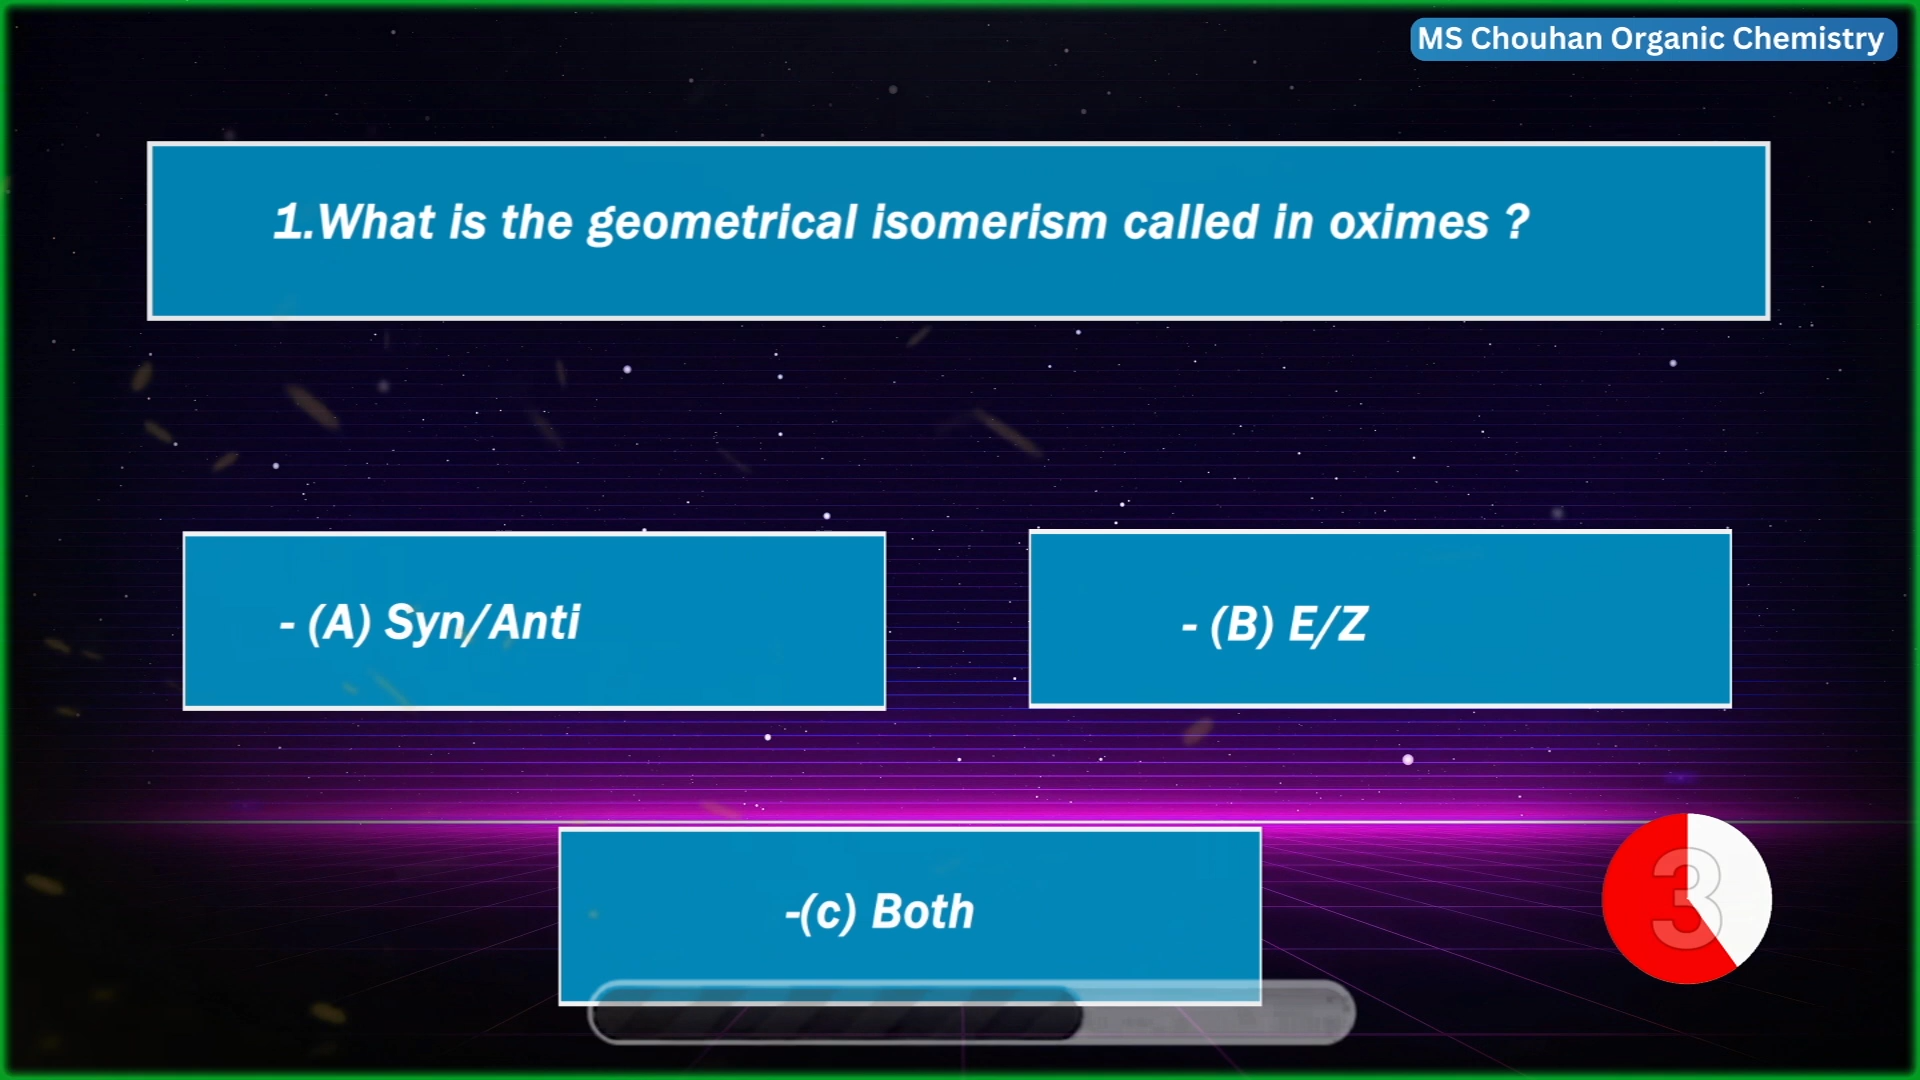 MS Chouhan Organic Chemistry
1.What is the geometrical isomerism called in oximes ?
- (A) Syn/Anti
- (B) E/Z
-(c) Both
3